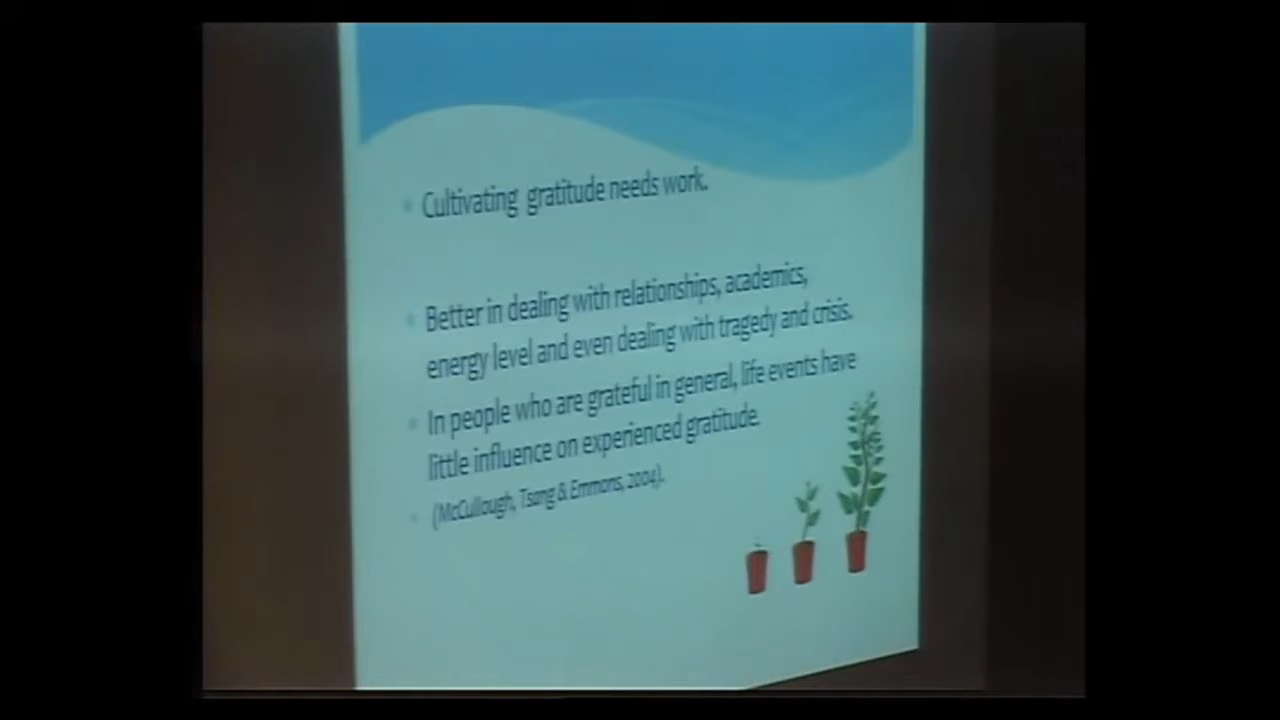 Cultivating gratitude needs work.
Better in dealing with relationships, academics,
energy level and even dealing with tragedy and crisis.
In people who are grateful in general, life events have
little influence on experienced gratitude.
(McCullough, Tsang & Emmons, 2004).